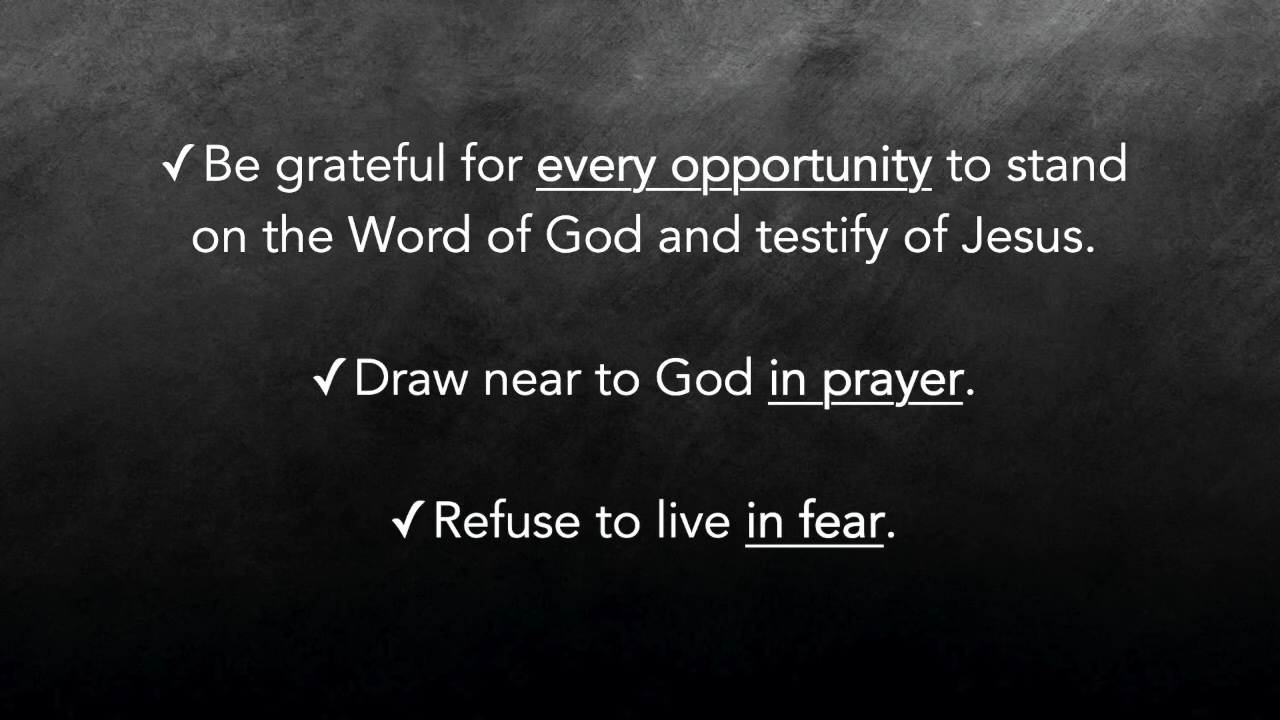 ✓Be grateful for every opportunity to stand
on the Word of God and testify of Jesus.
✓Draw near to God in prayer.
✓Refuse to live in fear.